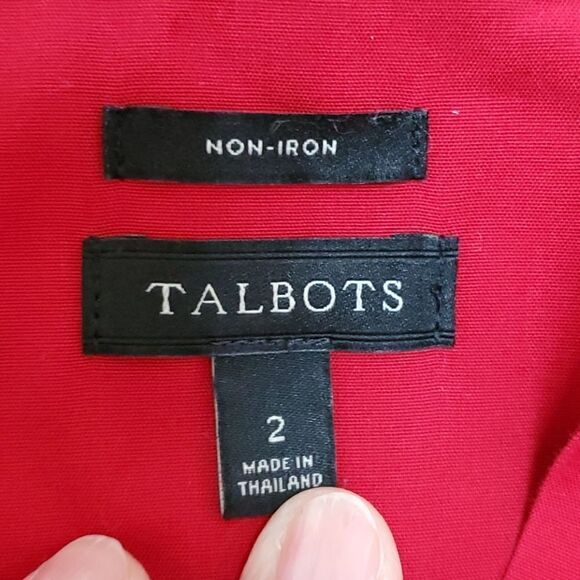 NON-IRON
TALBOTS
2
MADE IN
THAILAND